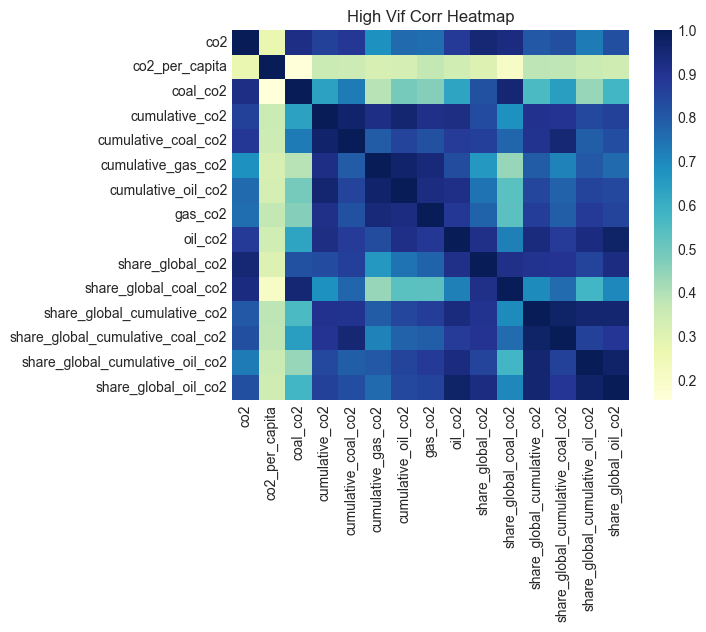 High Vif Corr Heatmap
co2
co2_per_capita
coal_co2
cumulative_co2
cumulative_coal_co2
cumulative_gas_co2
cumulative_oil_co2
gas_co2
oil_co2
share_global_co2
share_global_coal_co2
share_global_cumulative_co2
share_global_cumulative_coal_co2
share_global_cumulative_oil_co2
share_global_oil_co2
co2
co2_per_capita
coal_co2
cumulative_co2
cumulative_coal_co2
cumulative_gas_co2
cumulative_oil_co2
gas_co2
oil_co2
share_global_co2
share_global_coal_co2
share_global_cumulative_co2
share_global_cumulative_coal_co2
share_global_cumulative_oil_co2
share_global_oil_co2
1.0
0.9
0.8
0.7
0.6
0.5
0.4
0.3
0.2